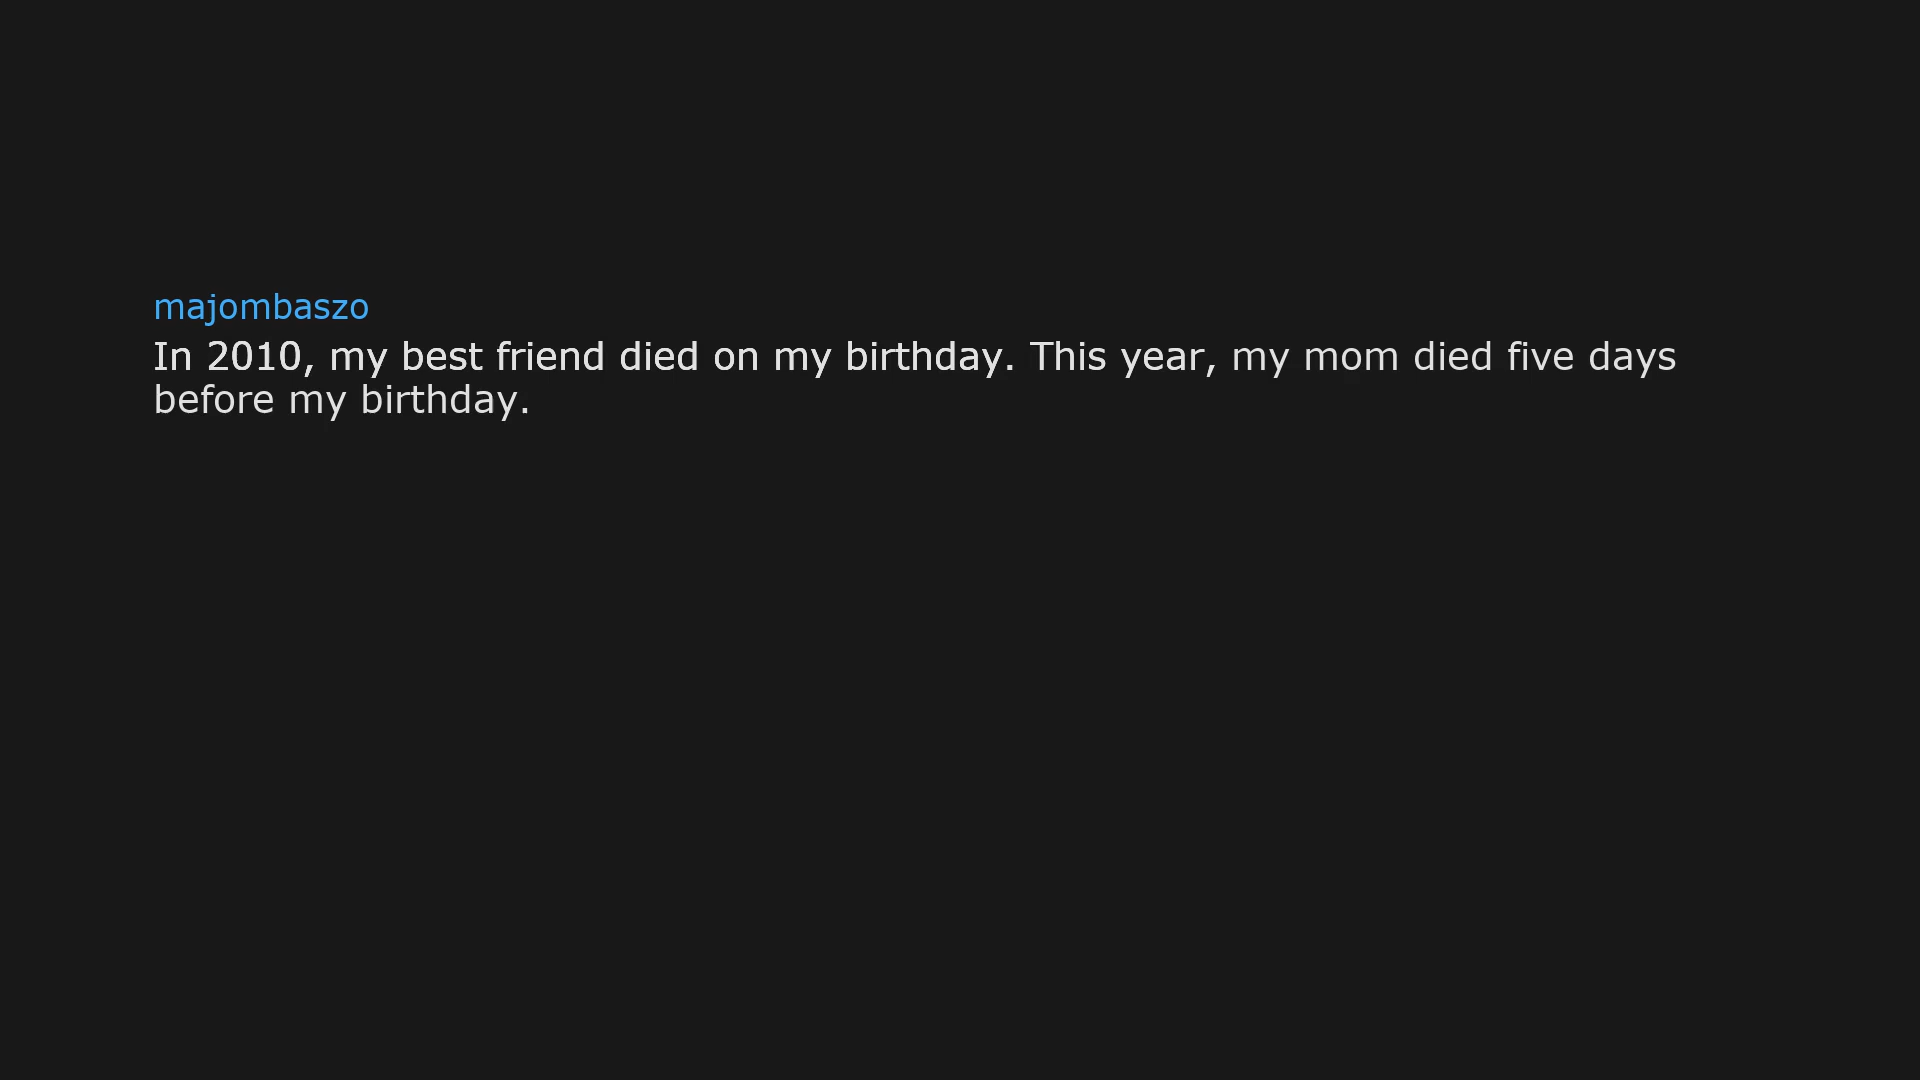 majombaszo
In 2010, my best friend died on my birthday. This year, my mom died five days
before my birthday.